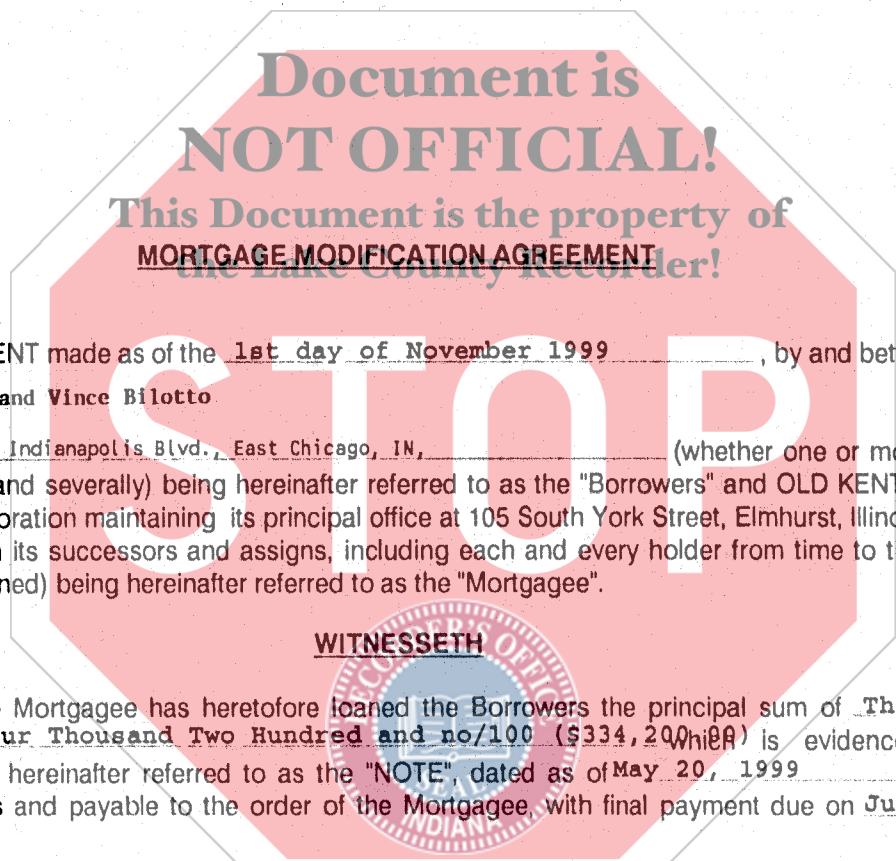 Document is
NOT OFFICIAL!
This Document is the property of
the Lake County Recorder!
MORTGAGE MODIFICATION AGREEMENT
STOP
ENT made as of the 1st day of November 1999 , by and bet
and Vince Bilotto
Indianapolis Blvd., East Chicago, IN, (whether one or mo
and severally) being hereinafter referred to as the "Borrowers" and OLD KENT
oration maintaining its principal office at 105 South York Street, Elmhurst, Illino
its successors and assigns, including each and every holder from time to t
ned) being hereinafter referred to as the "Mortgagee".
WITNESSETH
RECORDER'S OFFICE
Mortgagee has heretofore loaned the Borrowers the principal sum of Th
ur Thousand Two Hundred and no/100 ($334,200.00) which is evidence
hereinafter referred to as the "NOTE", dated as of May 20, 1999
s and payable to the order of the Mortgagee, with final payment due on Ju
SEAL
INDIANA